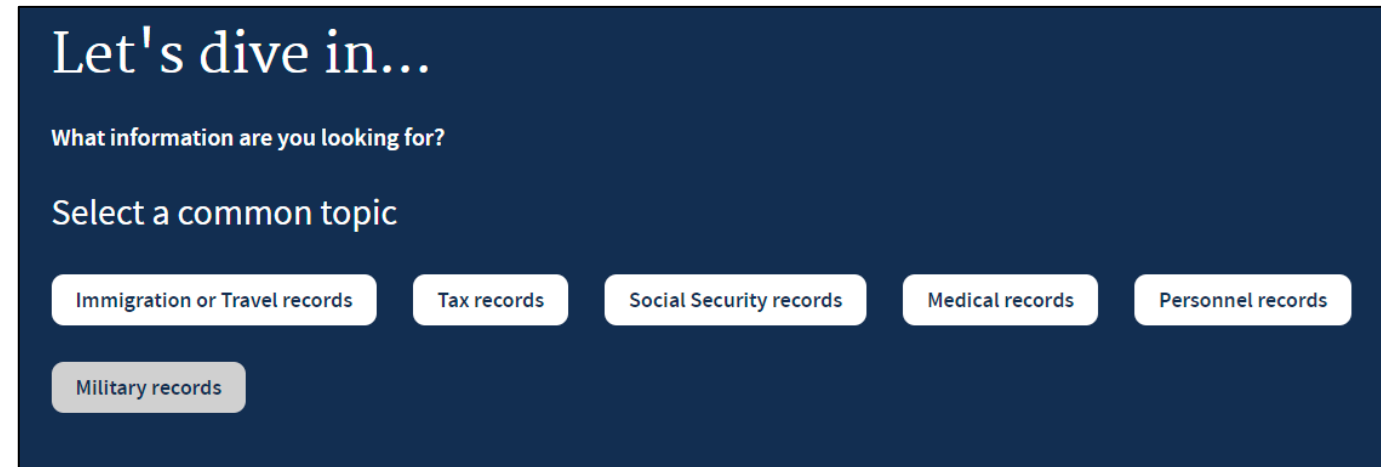 Let's dive in...
What information are you looking for?
Select a common topic
Immigration or Travel records Tax records Social Security records Medical records Personnel records
Military records